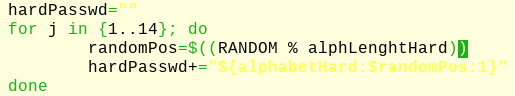 hardPasswd=""
for j in {1..14}; do
        randomPos=$((RANDOM % alphLenghtHard))
        hardPasswd+="${alphabetHard:$randomPos:1}"
done